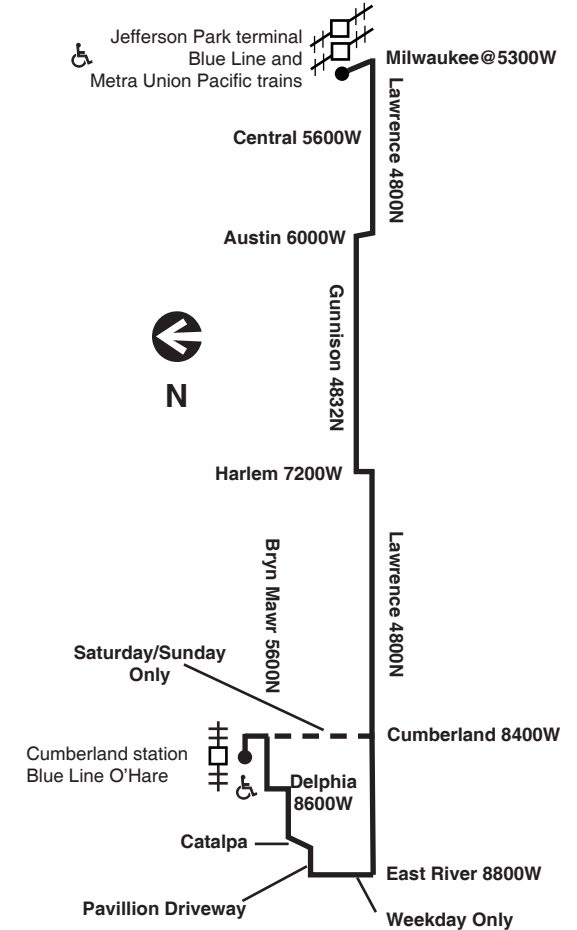 Jefferson Park terminal
Blue Line and
Metra Union Pacific trains
Milwaukee@5300W
Lawrence 4800N
Central 5600W
Austin 6000W
Gunnison 4832N
N
Harlem 7200W
Bryn Mawr 5600N
Lawrence 4800N
Saturday/Sunday
Only
Cumberland 8400W
Cumberland station
Blue Line O’Hare
Delphia
8600W
Catalpa
East River 8800W
Pavillion Driveway
Weekday Only